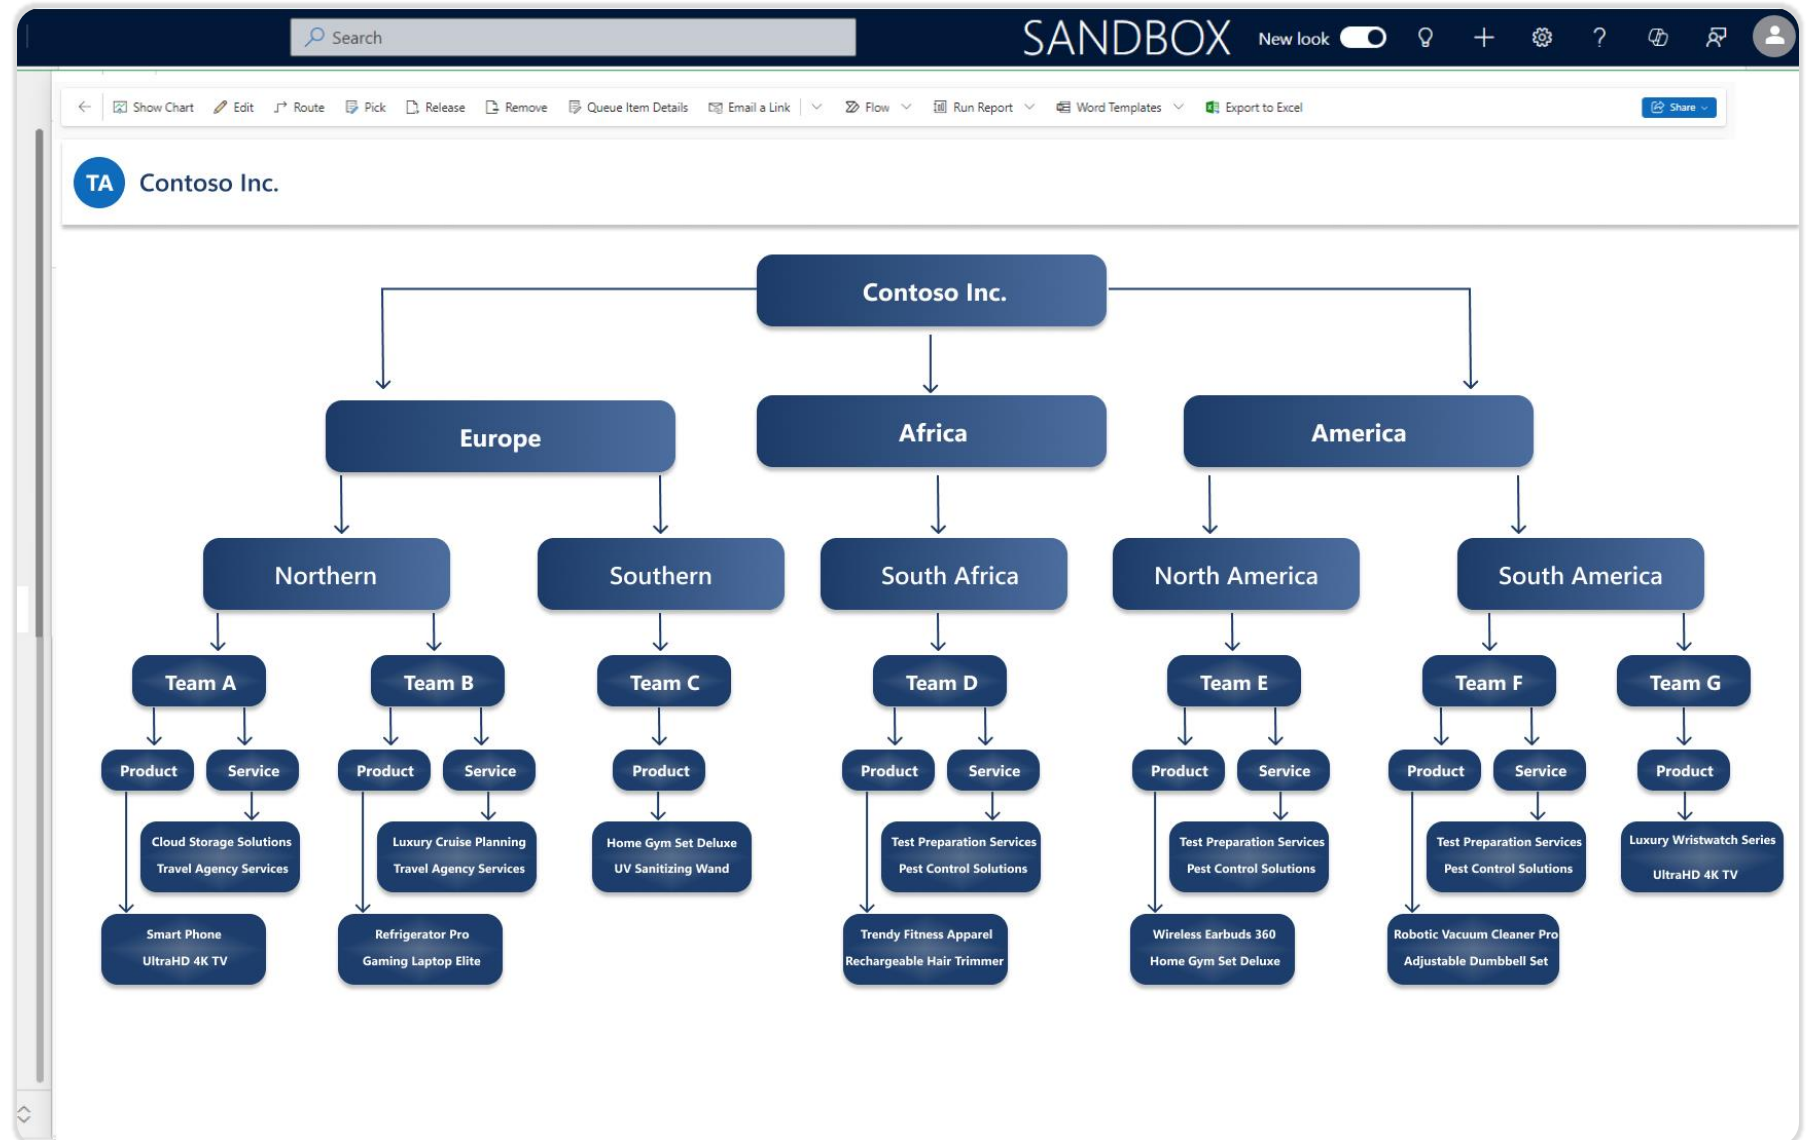 Search
SANDBOX
New look
Show Chart
Edit
Route
Pick
Release
Remove
Queue Item Details
Email a Link
Flow
Run Report
Word Templates
Export to Excel
Share
TA
Contoso Inc.
Contoso Inc.
Europe
Africa
America
Northern
Southern
South Africa
North America
South America
Team A
Team B
Team C
Team D
Team E
Team F
Team G
Product
Service
Product
Service
Product
Product
Service
Product
Service
Product
Service
Product
Cloud Storage Solutions
Travel Agency Services
Luxury Cruise Planning
Travel Agency Services
Home Gym Set Deluxe
UV Sanitizing Wand
Test Preparation Services
Pest Control Solutions
Test Preparation Services
Pest Control Solutions
Test Preparation Services
Pest Control Solutions
Luxury Wristwatch Series
UltraHD 4K TV
Smart Phone
UltraHD 4K TV
Refrigerator Pro
Gaming Laptop Elite
Trendy Fitness Apparel
Rechargeable Hair Trimmer
Wireless Earbuds 360
Home Gym Set Deluxe
Robotic Vacuum Cleaner Pro
Adjustable Dumbbell Set